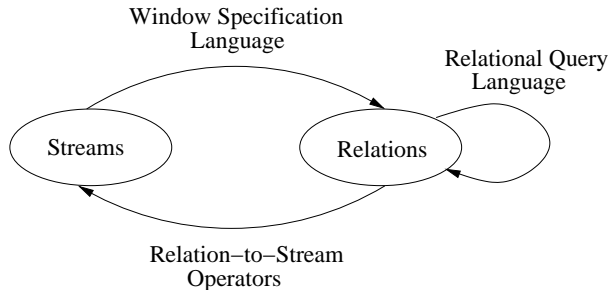 Window Specification
Language
Relational Query
Language
Streams
Relations
Relation−to−Stream
Operators